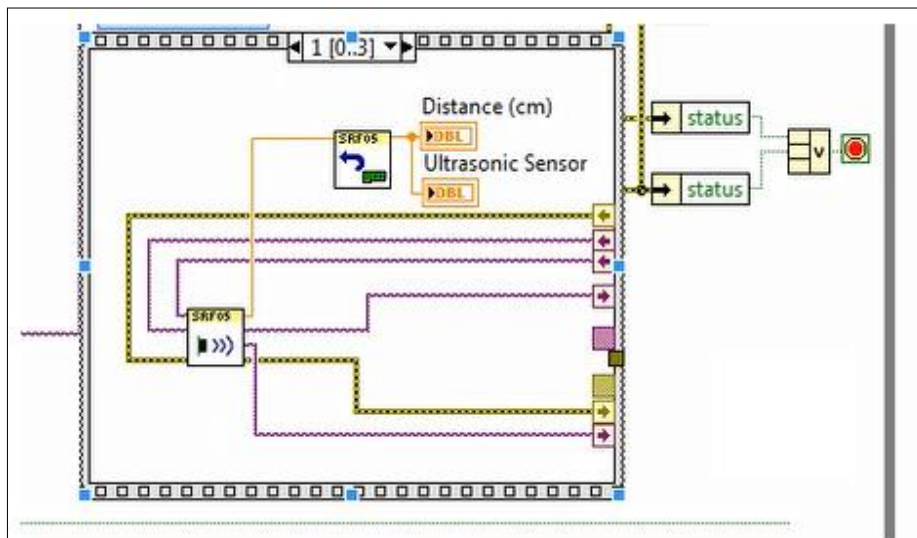 1 [0..3]
Distance (cm)
SRF05
DBL
Ultrasonic Sensor
DBL
status
status
v
SRF05